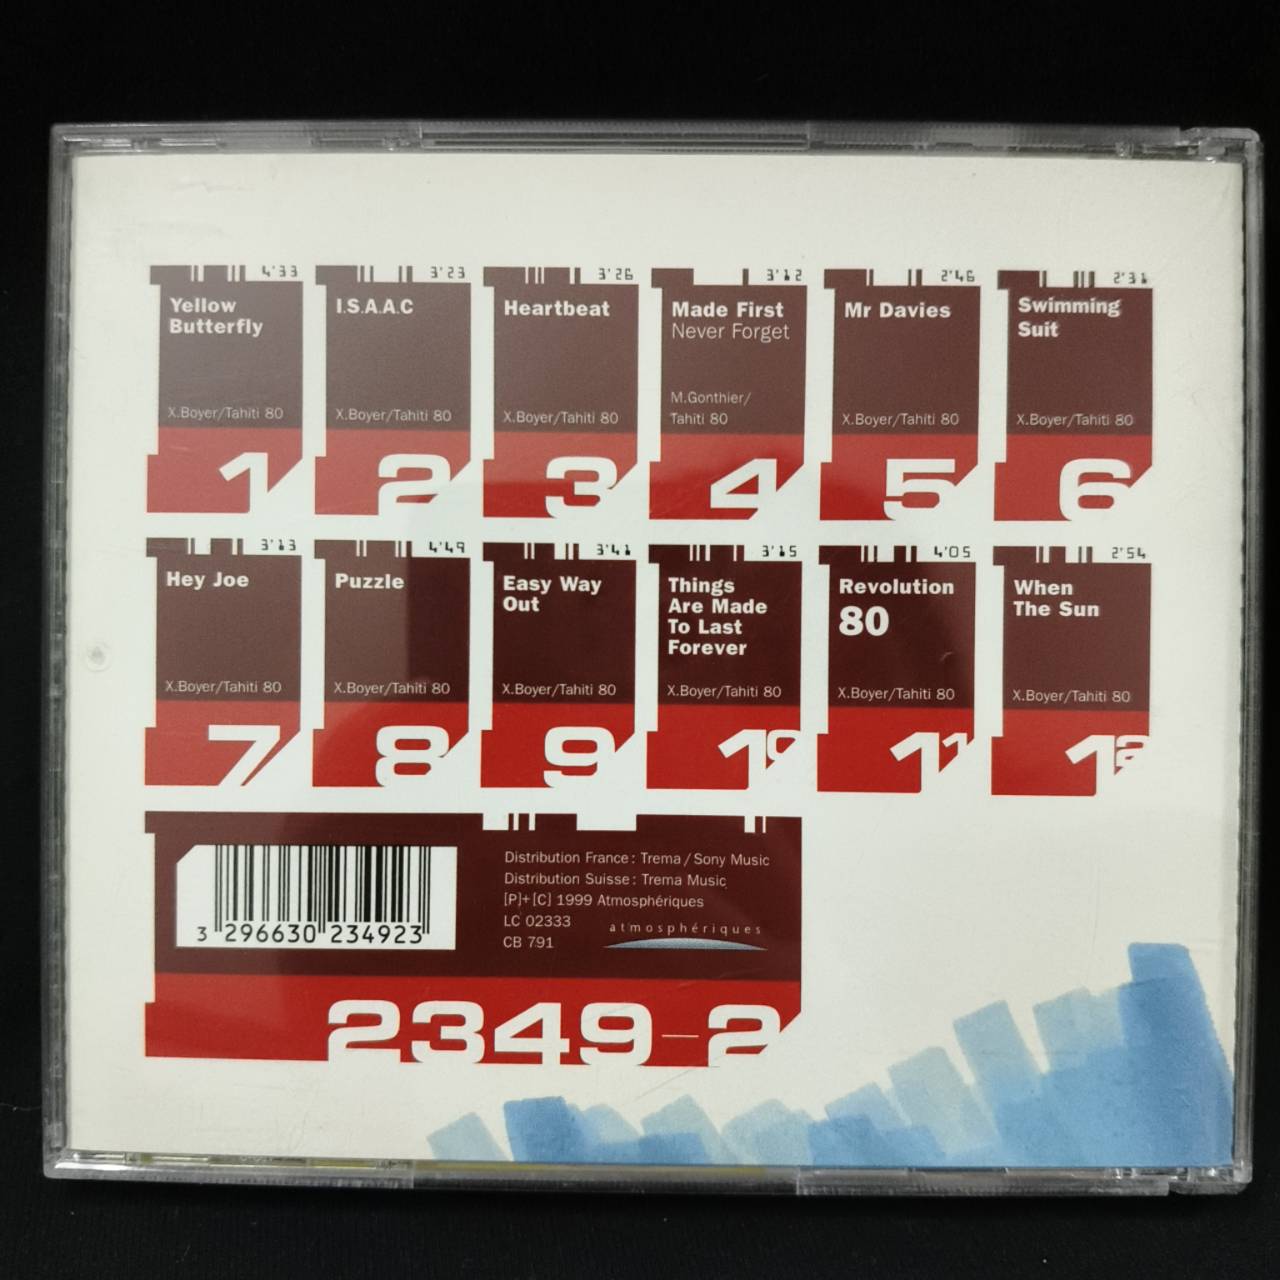 4'33
Yellow
Butterfly
X.Boyer/Tahiti 80
1
3'23
I.S.A.A.C
X.Boyer/Tahiti 80
2
3'26
Heartbeat
X.Boyer/Tahiti 80
3
3'12
Made First
Never Forget
M.Gonthier/
Tahiti 80
4
2'46
Mr Davies
X.Boyer/Tahiti 80
5
2'31
Swimming
Suit
X.Boyer/Tahiti 80
6
3'13
Hey Joe
X.Boyer/Tahiti 80
7
4'49
Puzzle
X.Boyer/Tahiti 80
8
3'41
Easy Way
Out
X.Boyer/Tahiti 80
9
3'15
Things
Are Made
To Last
Forever
X.Boyer/Tahiti 80
10
4'05
Revolution
80
X.Boyer/Tahiti 80
11
2'54
When
The Sun
X.Boyer/Tahiti 80
12
3 296630 234923
Distribution France: Trema / Sony Music
Distribution Suisse: Trema Music
[P]+[C] 1999 Atmosphériques
LC 02333
CB 791
atmosphériques
2349-2